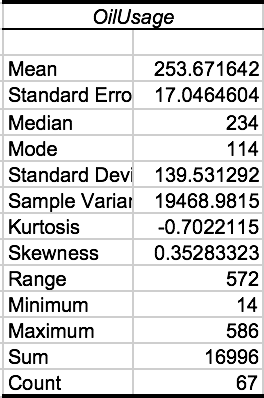 OilUsage
Mean 253.671642
Standard Erro 17.0464604
Median 234
Mode 114
Standard Devi 139.531292
Sample Variar 19468.9815
Kurtosis -0.7022115
Skewness 0.35283323
Range 572
Minimum 14
Maximum 586
Sum 16996
Count 67